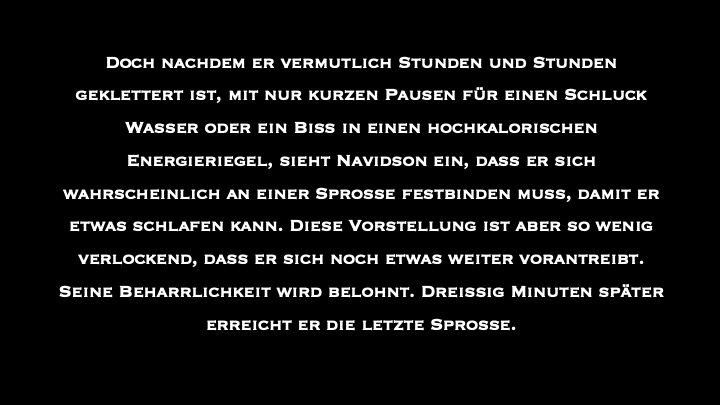 Doch nachdem er vermutlich Stunden und Stunden
geklettert ist, mit nur kurzen Pausen für einen Schluck
Wasser oder ein Biss in einen hochkalorischen
Energieriegel, sieht Navidson ein, dass er sich
wahrscheinlich an einer Sprosse festbinden muss, damit er
etwas schlafen kann. Diese Vorstellung ist aber so wenig
verlockend, dass er sich noch etwas weiter vorantreibt.
Seine Beharrlichkeit wird belohnt. Dreissig Minuten später
erreicht er die letzte Sprosse.